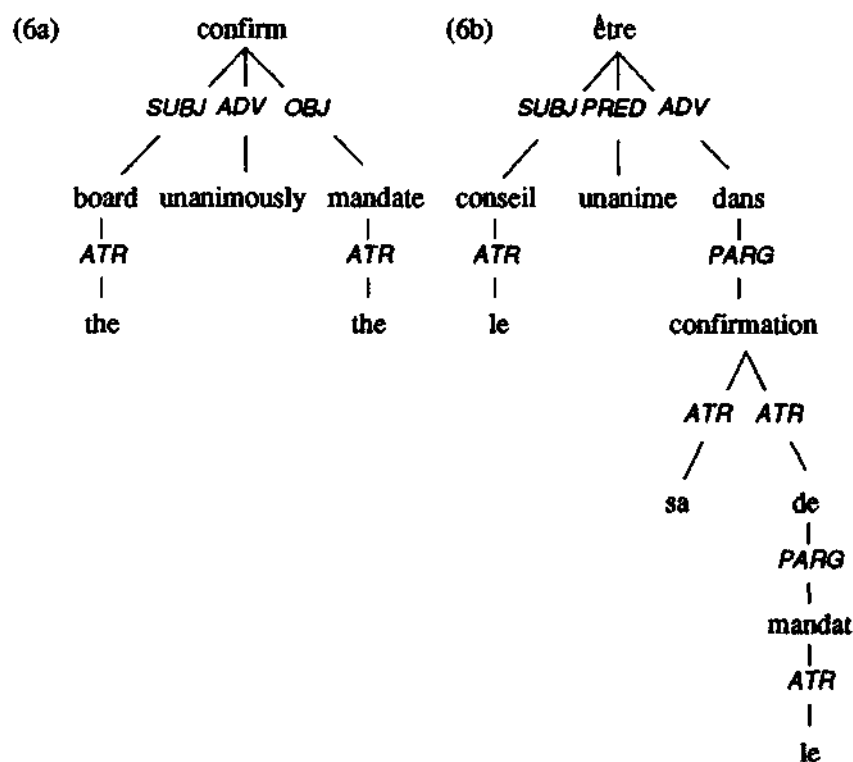 (6a) confirm (6b) être
SUBJ ADV OBJ SUBJ PRED ADV
board unanimously mandate conseil unanime dans
ATR ATR ATR PARG
the the le confirmation
ATR ATR
sa de
PARG
mandat
ATR
le